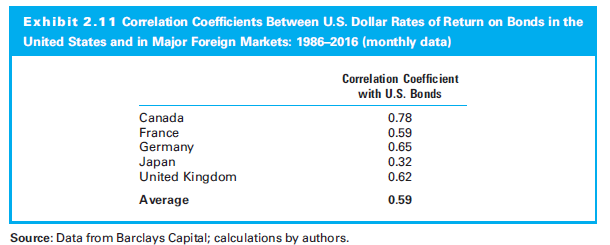 Exhibit 2.11 Correlation Coefficients Between U.S. Dollar Rates of Return on Bonds in the
United States and in Major Foreign Markets: 1986–2016 (monthly data)
Correlation Coefficient
with U.S. Bonds
Canada 0.78
France 0.59
Germany 0.65
Japan 0.32
United Kingdom 0.62
Average 0.59
Source: Data from Barclays Capital; calculations by authors.